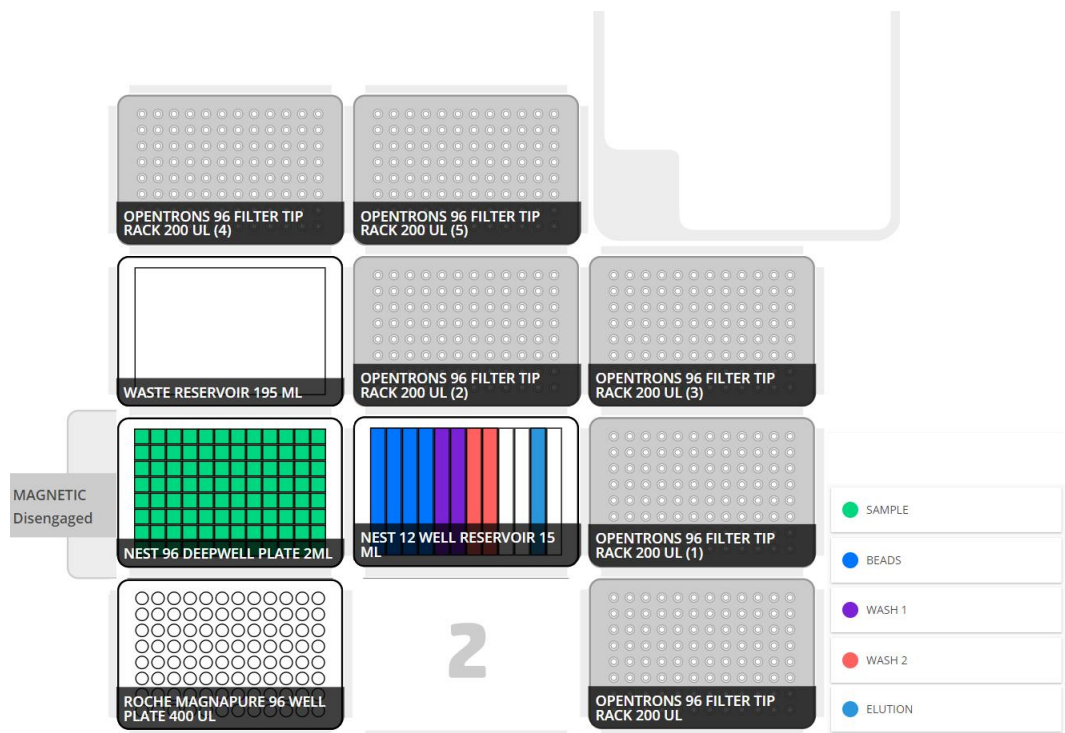 OPENTRONS 96 FILTER TIP
RACK 200 UL (4)
OPENTRONS 96 FILTER TIP
RACK 200 UL (5)
WASTE RESERVOIR 195 ML
OPENTRONS 96 FILTER TIP
RACK 200 UL (2)
OPENTRONS 96 FILTER TIP
RACK 200 UL (3)
MAGNETIC
Disengaged
NEST 96 DEEPWELL PLATE 2ML
NEST 12 WELL RESERVOIR 15
ML
OPENTRONS 96 FILTER TIP
RACK 200 UL (1)
ROCHE MAGNAPURE 96 WELL
PLATE 400 UL
2
OPENTRONS 96 FILTER TIP
RACK 200 UL
SAMPLE
BEADS
WASH 1
WASH 2
ELUTION